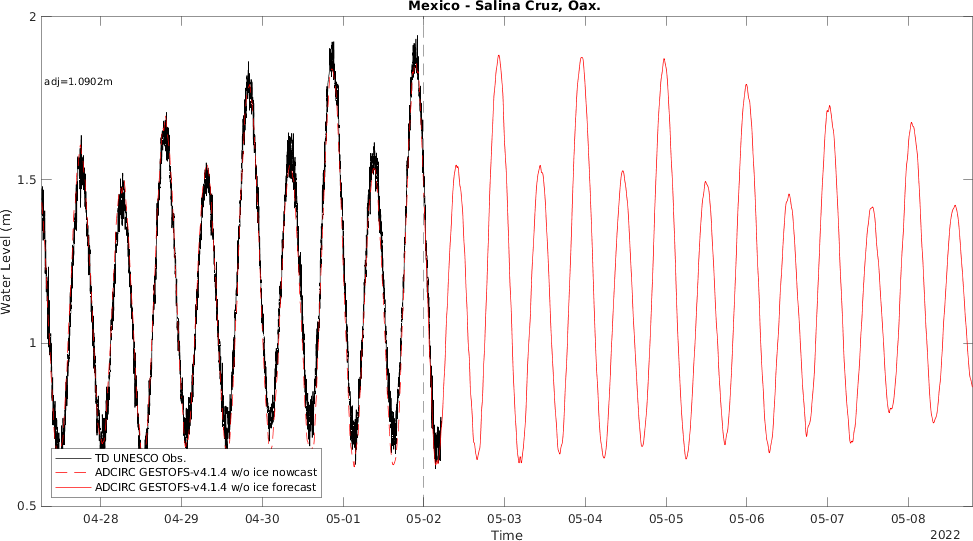 Mexico - Salina Cruz, Oax.
2
adj=1.0902m
1.5
Water Level (m)
1
TD UNESCO Obs.
ADCIRC GESTOFS-v4.1.4 w/o ice nowcast
ADCIRC GESTOFS-v4.1.4 w/o ice forecast
0.5
04-28 04-29 04-30 05-01 05-02 05-03 05-04 05-05 05-06 05-07 05-08
Time
2022